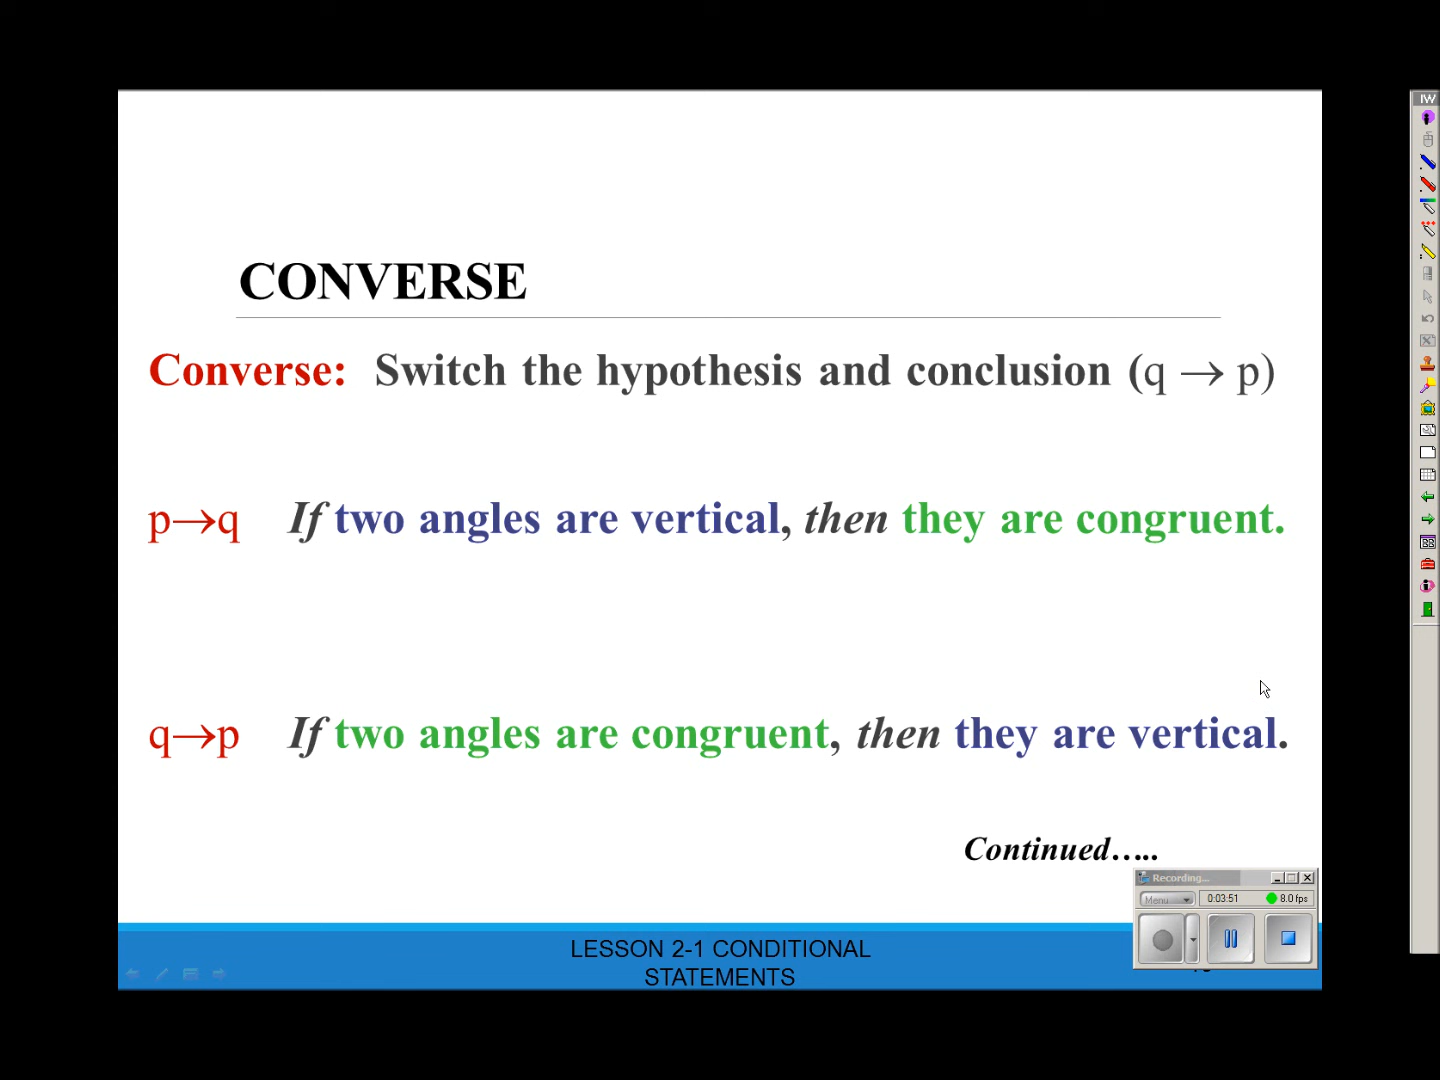 IW
CONVERSE
Converse: Switch the hypothesis and conclusion (q → p)
p→q If two angles are vertical, then they are congruent.
q→p If two angles are congruent, then they are vertical.
Continued…..
Recording...
Menu 0:03:51 8.0 fps
LESSON 2-1 CONDITIONAL
STATEMENTS